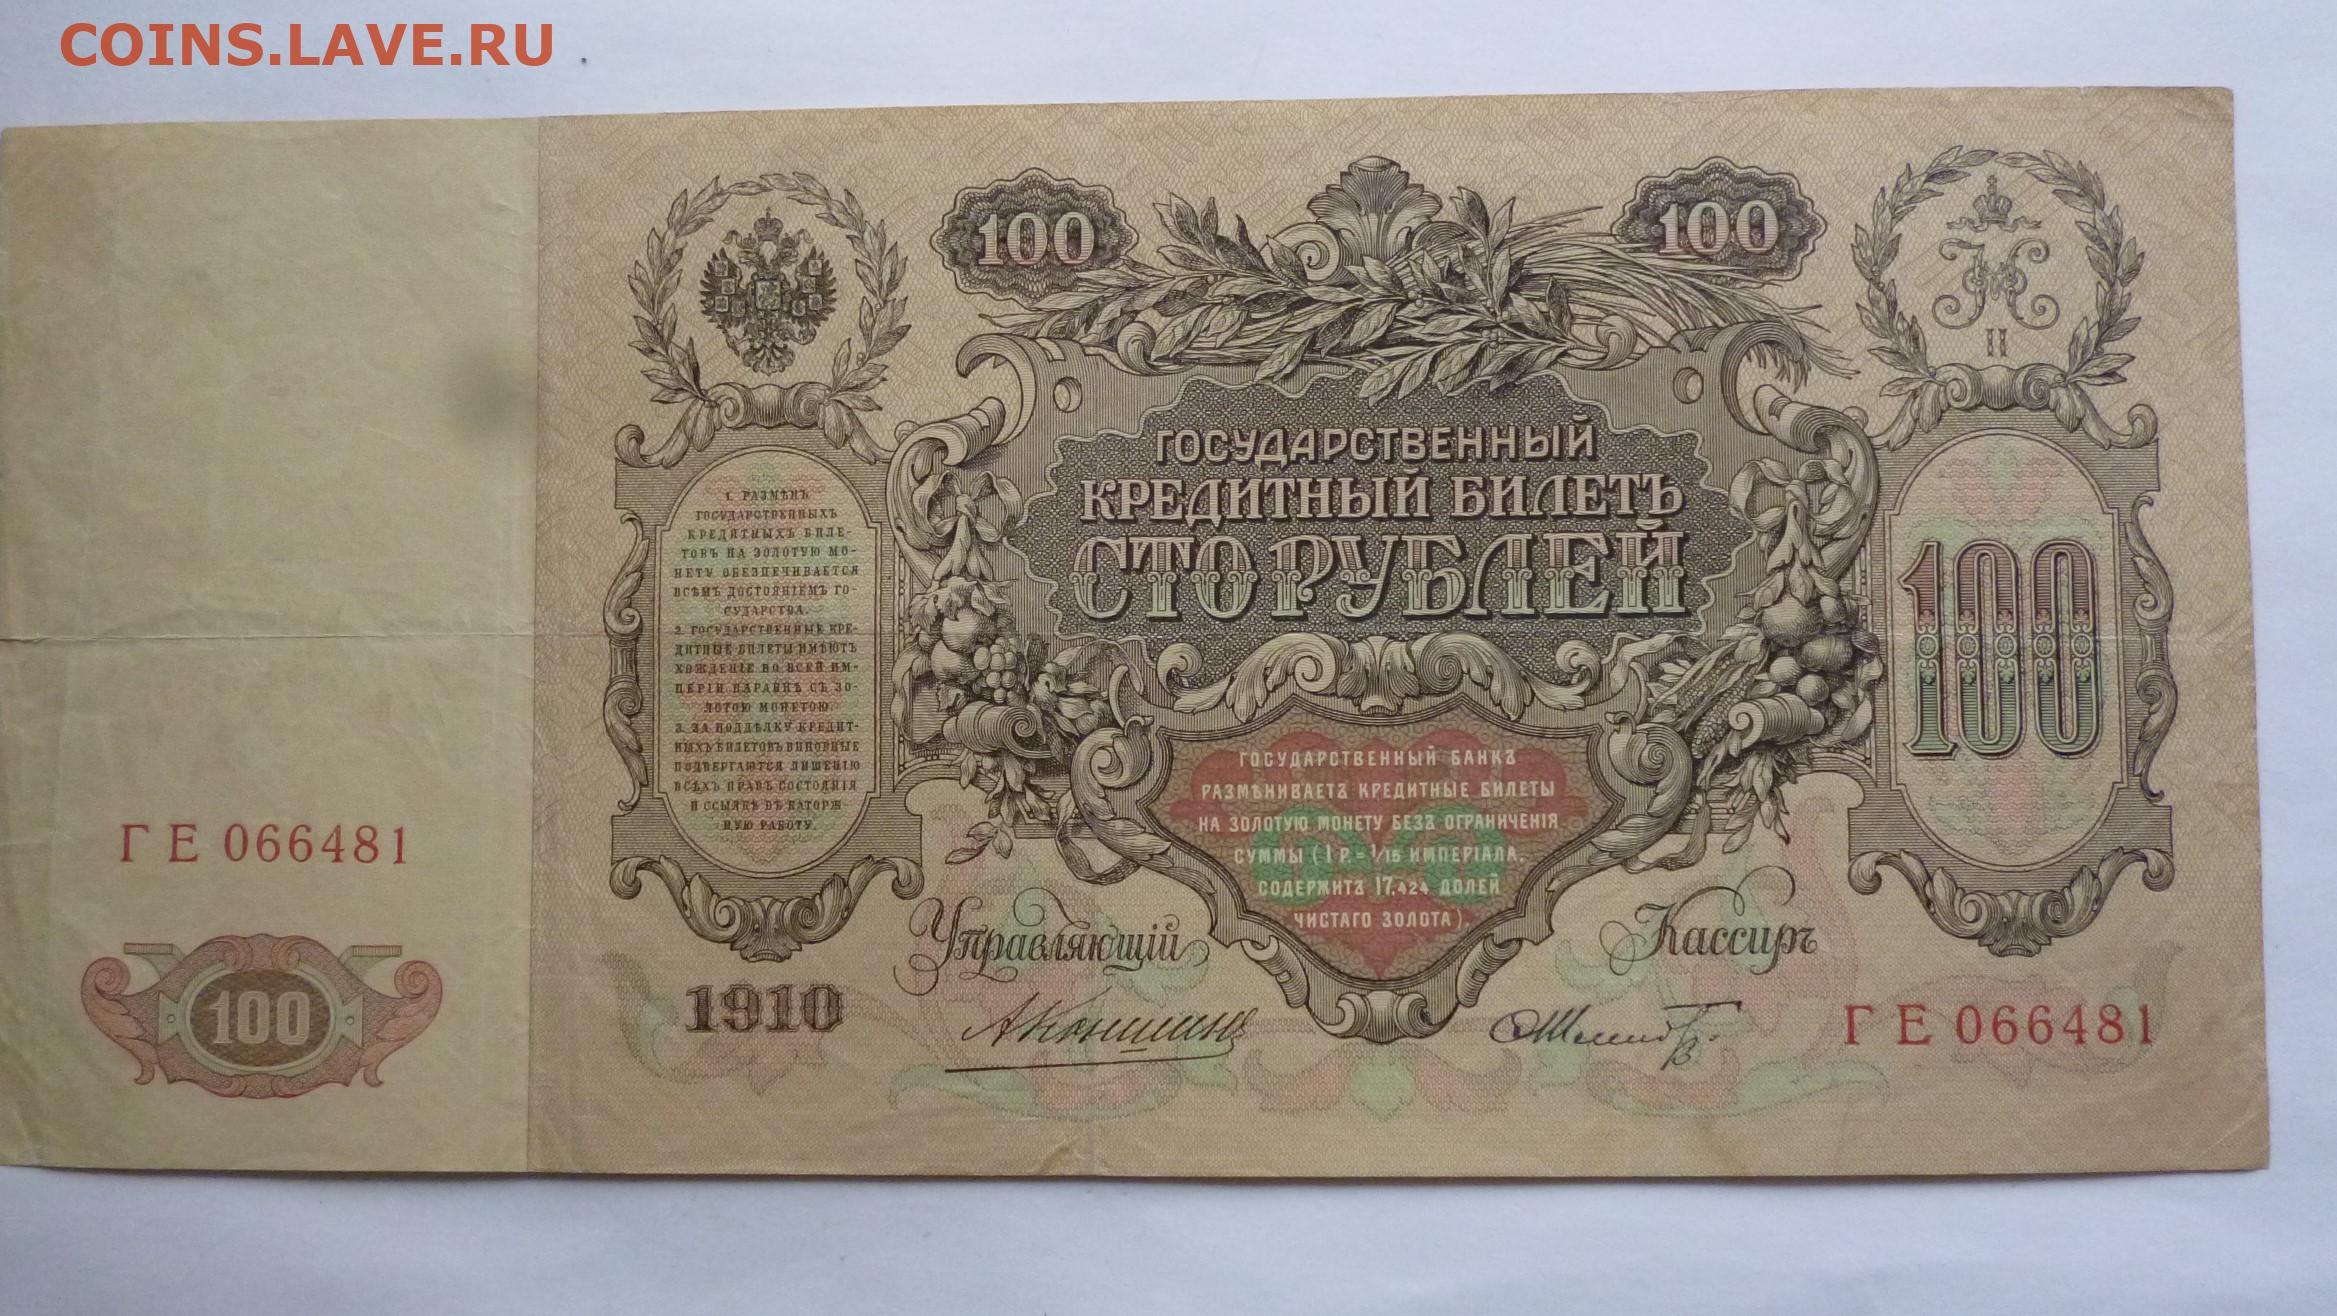 COINS.LAVE.RU
100
100
II
ГОСУДАРСТВЕННЫЙ
КРЕДИТНЫЙ БИЛЕТЪ
СТО РУБЛЕЙ
1. РАЗМѢНЪ
ГОСУДАРСТВЕННЫХЪ
КРЕДИТНЫХЪ БИЛЕ-
ТОВЪ НА ЗОЛОТУЮ МО-
НЕТУ ОБЕЗПЕЧИВАЕТСЯ
ВСѢМЪ ДОСТОЯНІЕМЪ ГО-
СУДАРСТВА.
2. ГОСУДАРСТВЕННЫЕ КРЕ-
ДИТНЫЕ БИЛЕТЫ ИМѢЮТЪ
ХОЖДЕНІЕ ВО ВСЕЙ ИМ-
ПЕРІИ НАРАВНѢ СЪ ЗО-
ЛОТОЮ МОНЕТОЮ.
3. ЗА ПОДДѢЛКУ КРЕДИТ-
НЫХЪ БИЛЕТОВЪ ВИНОВНЫЕ
ПОДВЕРГАЮТСЯ ЛИШЕНІЮ
ВСѢХЪ ПРАВЪ СОСТОЯНІЯ
И ССЫЛКѢ ВЪ КАТОРЖ-
НУЮ РАБОТУ.
100
ГОСУДАРСТВЕННЫЙ БАНКЪ
РАЗМѢНИВАЕТЪ КРЕДИТНЫЕ БИЛЕТЫ
НА ЗОЛОТУЮ МОНЕТУ БЕЗЪ ОГРАНИЧЕНІЯ
СУММЫ (1 Р. = 1/15 ИМПЕРІАЛА,
СОДЕРЖИТЪ 17,424 ДОЛЕЙ
ЧИСТАГО ЗОЛОТА).
ГЕ 066481
100
Управляющій
Кассиръ
1910
АКоншинъ
ГЕ 066481